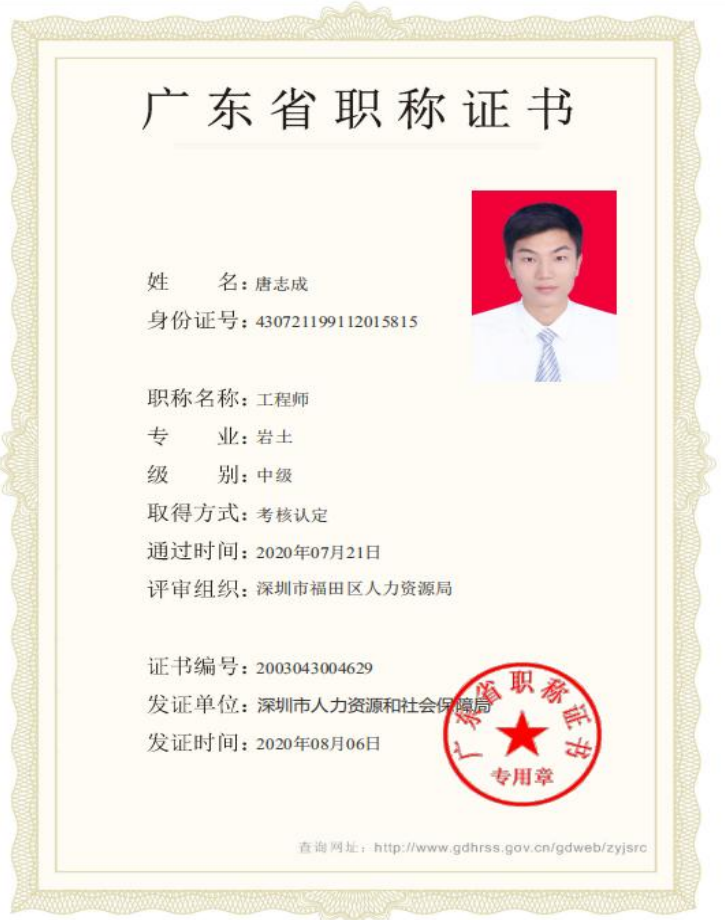 广东省职称证书
姓 名：唐志成
身份证号：430721199112015815
职称名称：工程师
专 业：岩土
级 别：中级
取得方式：考核认定
通过时间：2020年07月21日
评审组织：深圳市福田区人力资源局
证书编号：2003043004629
发证单位：深圳市人力资源和社会保障局
发证时间：2020年08月06日
广东省职称证书
专用章
查询网址：http://www.gdhrss.gov.cn/gdweb/zyjsrc